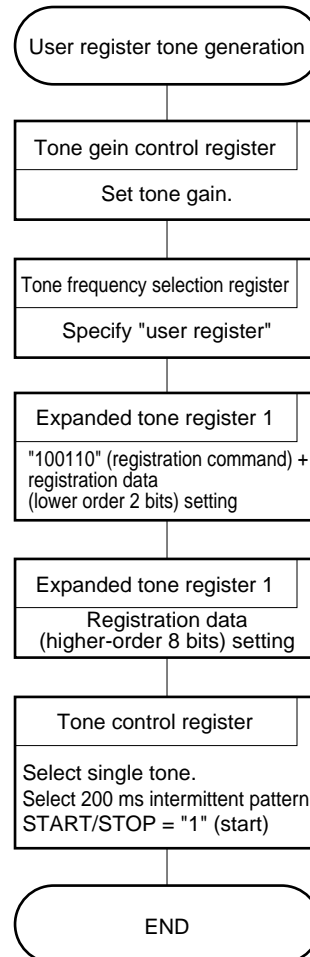 User register tone generation
Tone gein control register
Set tone gain.
Tone frequency selection register
Specify "user register"
Expanded tone register 1
"100110" (registration command) +
registration data
(lower order 2 bits) setting
Expanded tone register 1
Registration data
(higher-order 8 bits) setting
Tone control register
Select single tone.
Select 200 ms intermittent pattern
START/STOP = "1" (start)
END